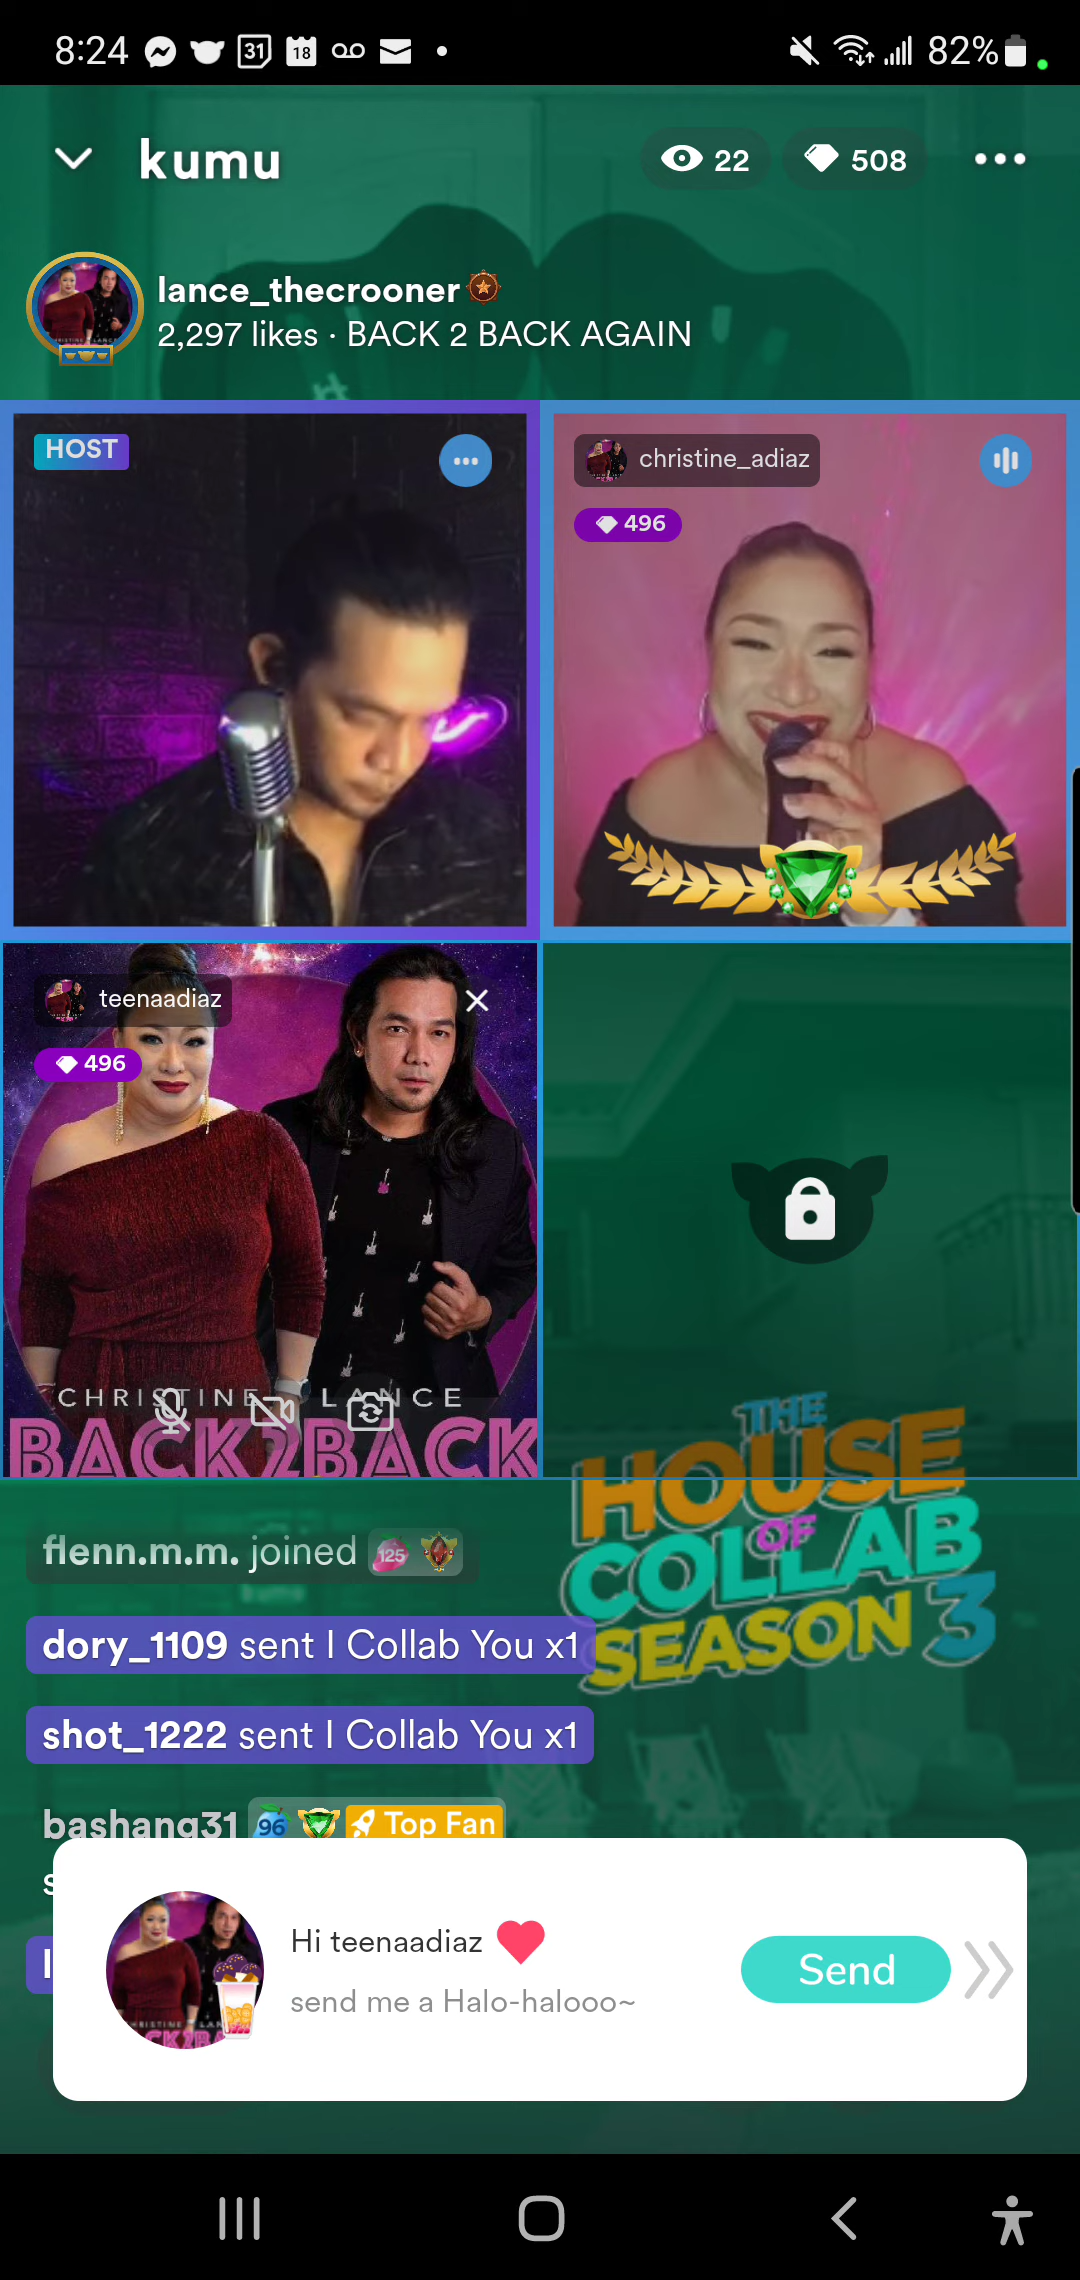 8:24 31 18 82%
kumu 22 508
lance_thecrooner
2,297 likes · BACK 2 BACK AGAIN
HOST
christine_adiaz
496
teenaadiaz
496
CHRISTINE LANCE
BACK2BACK
THE
HOUSE
OF
COLLAB
SEASON 3
flenn.m.m. joined 125
dory_1109 sent I Collab You x1
shot_1222 sent I Collab You x1
bashang31 96 Top Fan
Hi teenaadiaz
send me a Halo-halooo~
Send